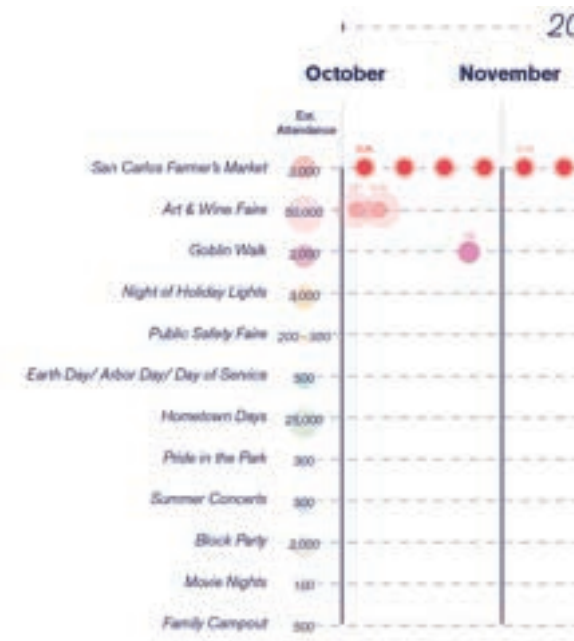 20
October November
Est.
Attendance
San Carlos Farmer's Market 2,000
Art & Wine Faire 50,000
Goblin Walk 2,000
Night of Holiday Lights 3,000
Public Safety Faire
Earth Day/ Arbor Day/ Day of Service 500
Hometown Days 25,000
Pride in the Park 300
Summer Concerts
Block Party 2,000
Movie Nights 100
Family Campout 500